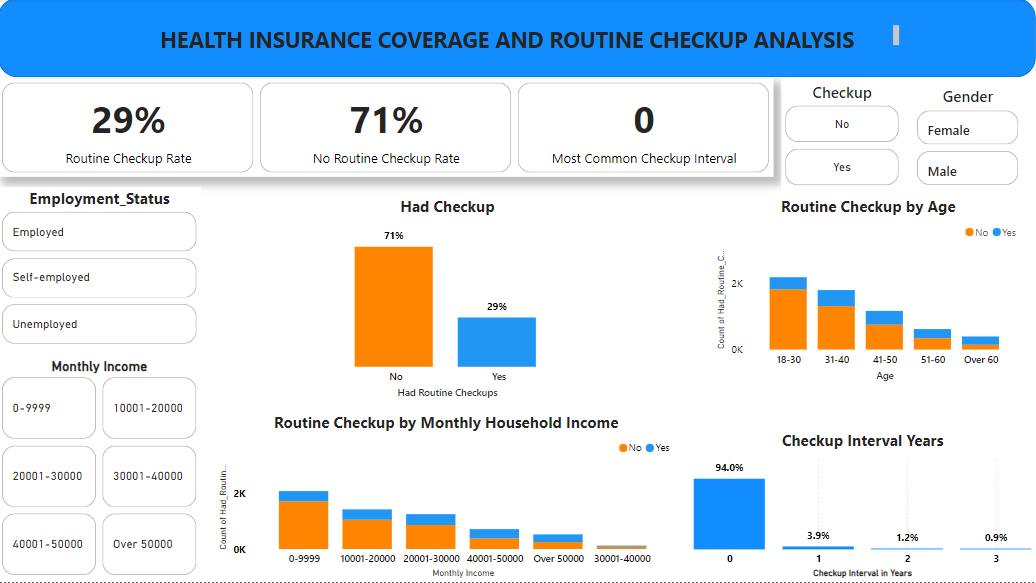 HEALTH INSURANCE COVERAGE AND ROUTINE CHECKUP ANALYSIS
29%
Routine Checkup Rate
71%
No Routine Checkup Rate
0
Most Common Checkup Interval
Checkup
No
Yes
Gender
Female
Male
Employment_Status
Employed
Self-employed
Unemployed
Monthly Income
0-9999
10001-20000
20001-30000
30001-40000
40001-50000
Over 50000
Had Checkup
71%
29%
No
Yes
Had Routine Checkups
Routine Checkup by Age
No Yes
Count of Had_Routine_C...
2K
0K
18-30 31-40 41-50 51-60 Over 60
Age
Routine Checkup by Monthly Household Income
No Yes
Count of Had_Routin...
2K
0K
0-9999 10001-20000 20001-30000 40001-50000 Over 50000 30001-40000
Monthly Income
Checkup Interval Years
94.0%
3.9%
1.2%
0.9%
0 1 2 3
Checkup Interval in Years